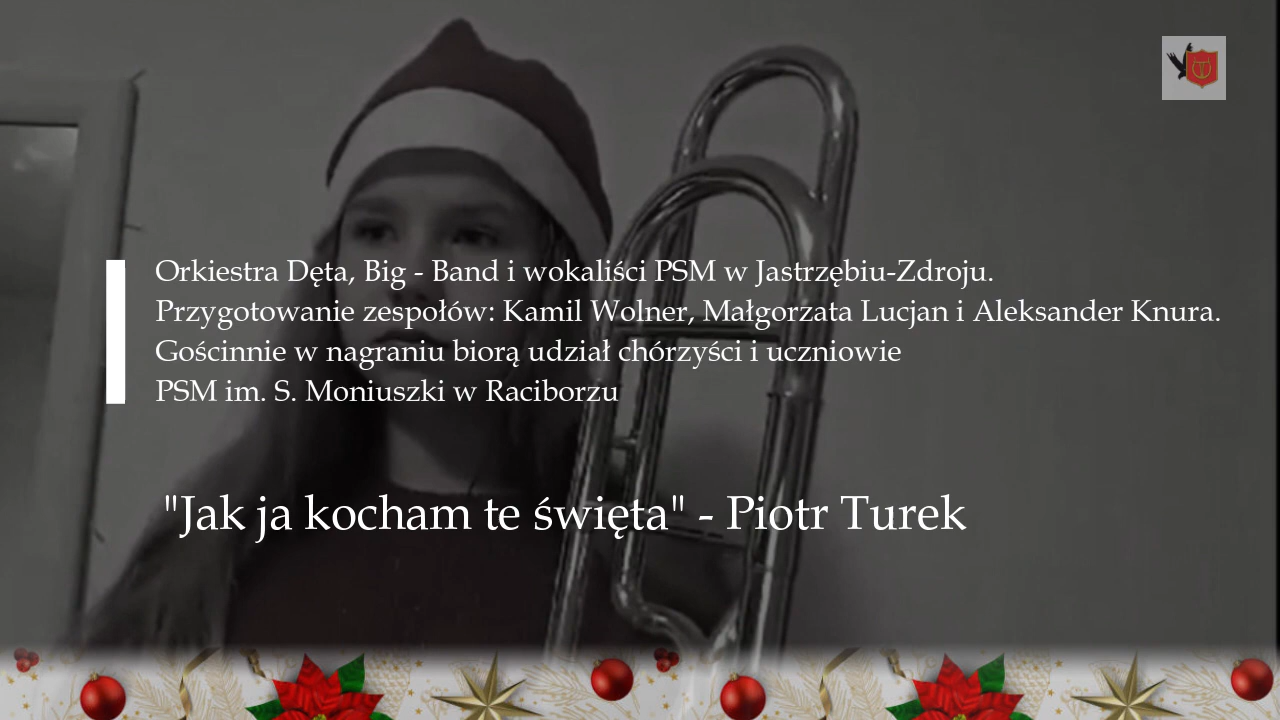 Orkiestra Dęta, Big - Band i wokaliści PSM w Jastrzębiu-Zdroju.
Przygotowanie zespołów: Kamil Wolner, Małgorzata Lucjan i Aleksander Knura.
Gościnnie w nagraniu biorą udział chórzyści i uczniowie
PSM im. S. Moniuszki w Raciborzu
"Jak ja kocham te święta" - Piotr Turek